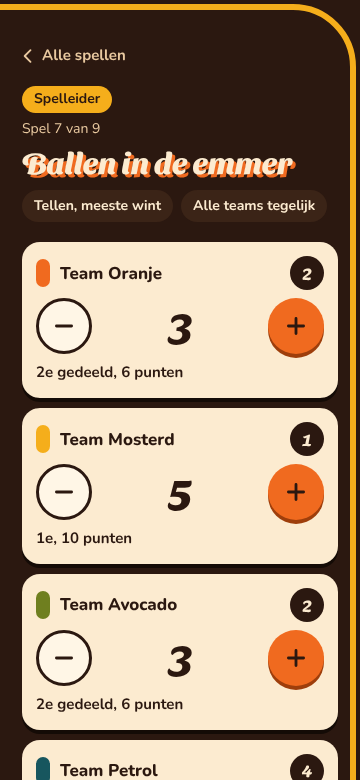 Alle spellen
Spelleider
Spel 7 van 9
Ballen in de emmer
Tellen, meeste wint
Alle teams tegelijk
Team Oranje
2
−
3
+
2e gedeeld, 6 punten
Team Mosterd
1
−
5
+
1e, 10 punten
Team Avocado
2
−
3
+
2e gedeeld, 6 punten
Team Petrol
4